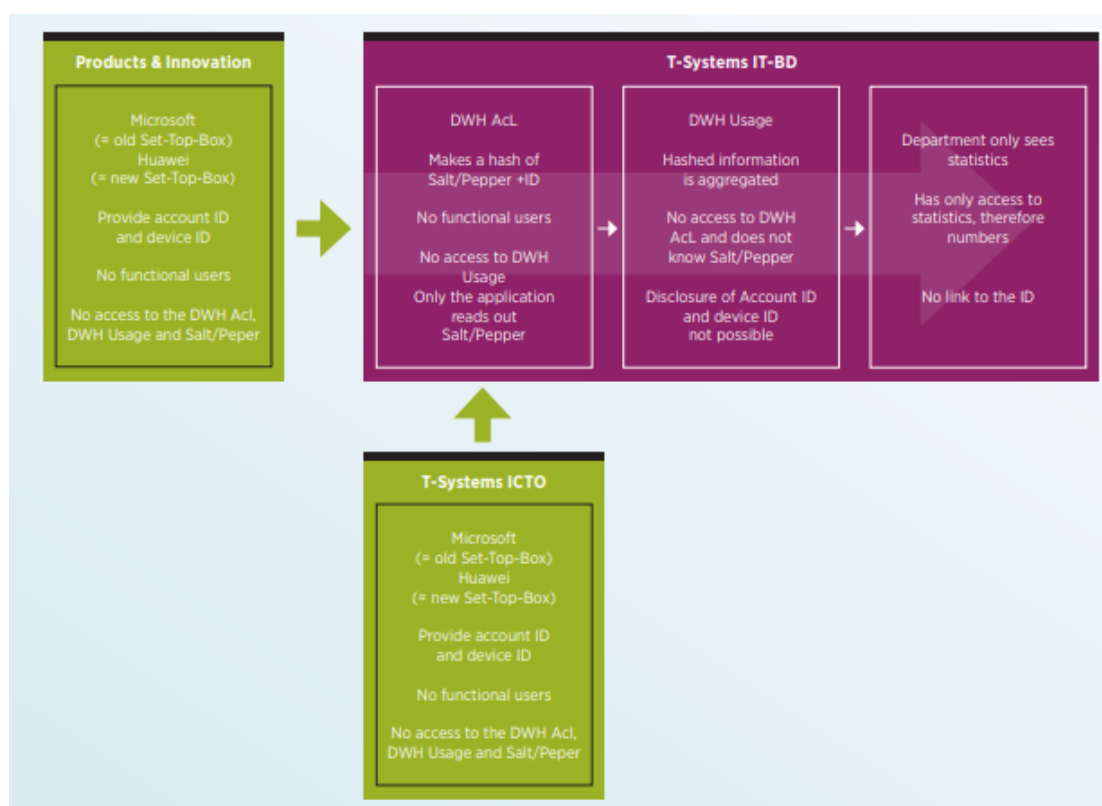 Products & Innovation
Microsoft
(= old Set-Top-Box)
Huawei
(= new Set-Top-Box)
Provide account ID
and device ID
No functional users
No access to the DWH Acl,
DWH Usage and Salt/Peper
T-Systems IT-BD
DWH AcL
Makes a hash of
Salt/Pepper +ID
No functional users
No access to DWH
Usage
Only the application
reads out
Salt/Pepper
DWH Usage
Hashed information
is aggregated
No access to DWH
AcL and does not
know Salt/Pepper
Disclosure of Account ID
and device ID
not possible
Department only sees
statistics
Has only access to
statistics, therefore
numbers
No link to the ID
T-Systems ICTO
Microsoft
(= old Set-Top-Box)
Huawei
(= new Set-Top-Box)
Provide account ID
and device ID
No functional users
No access to the DWH Acl,
DWH Usage and Salt/Peper